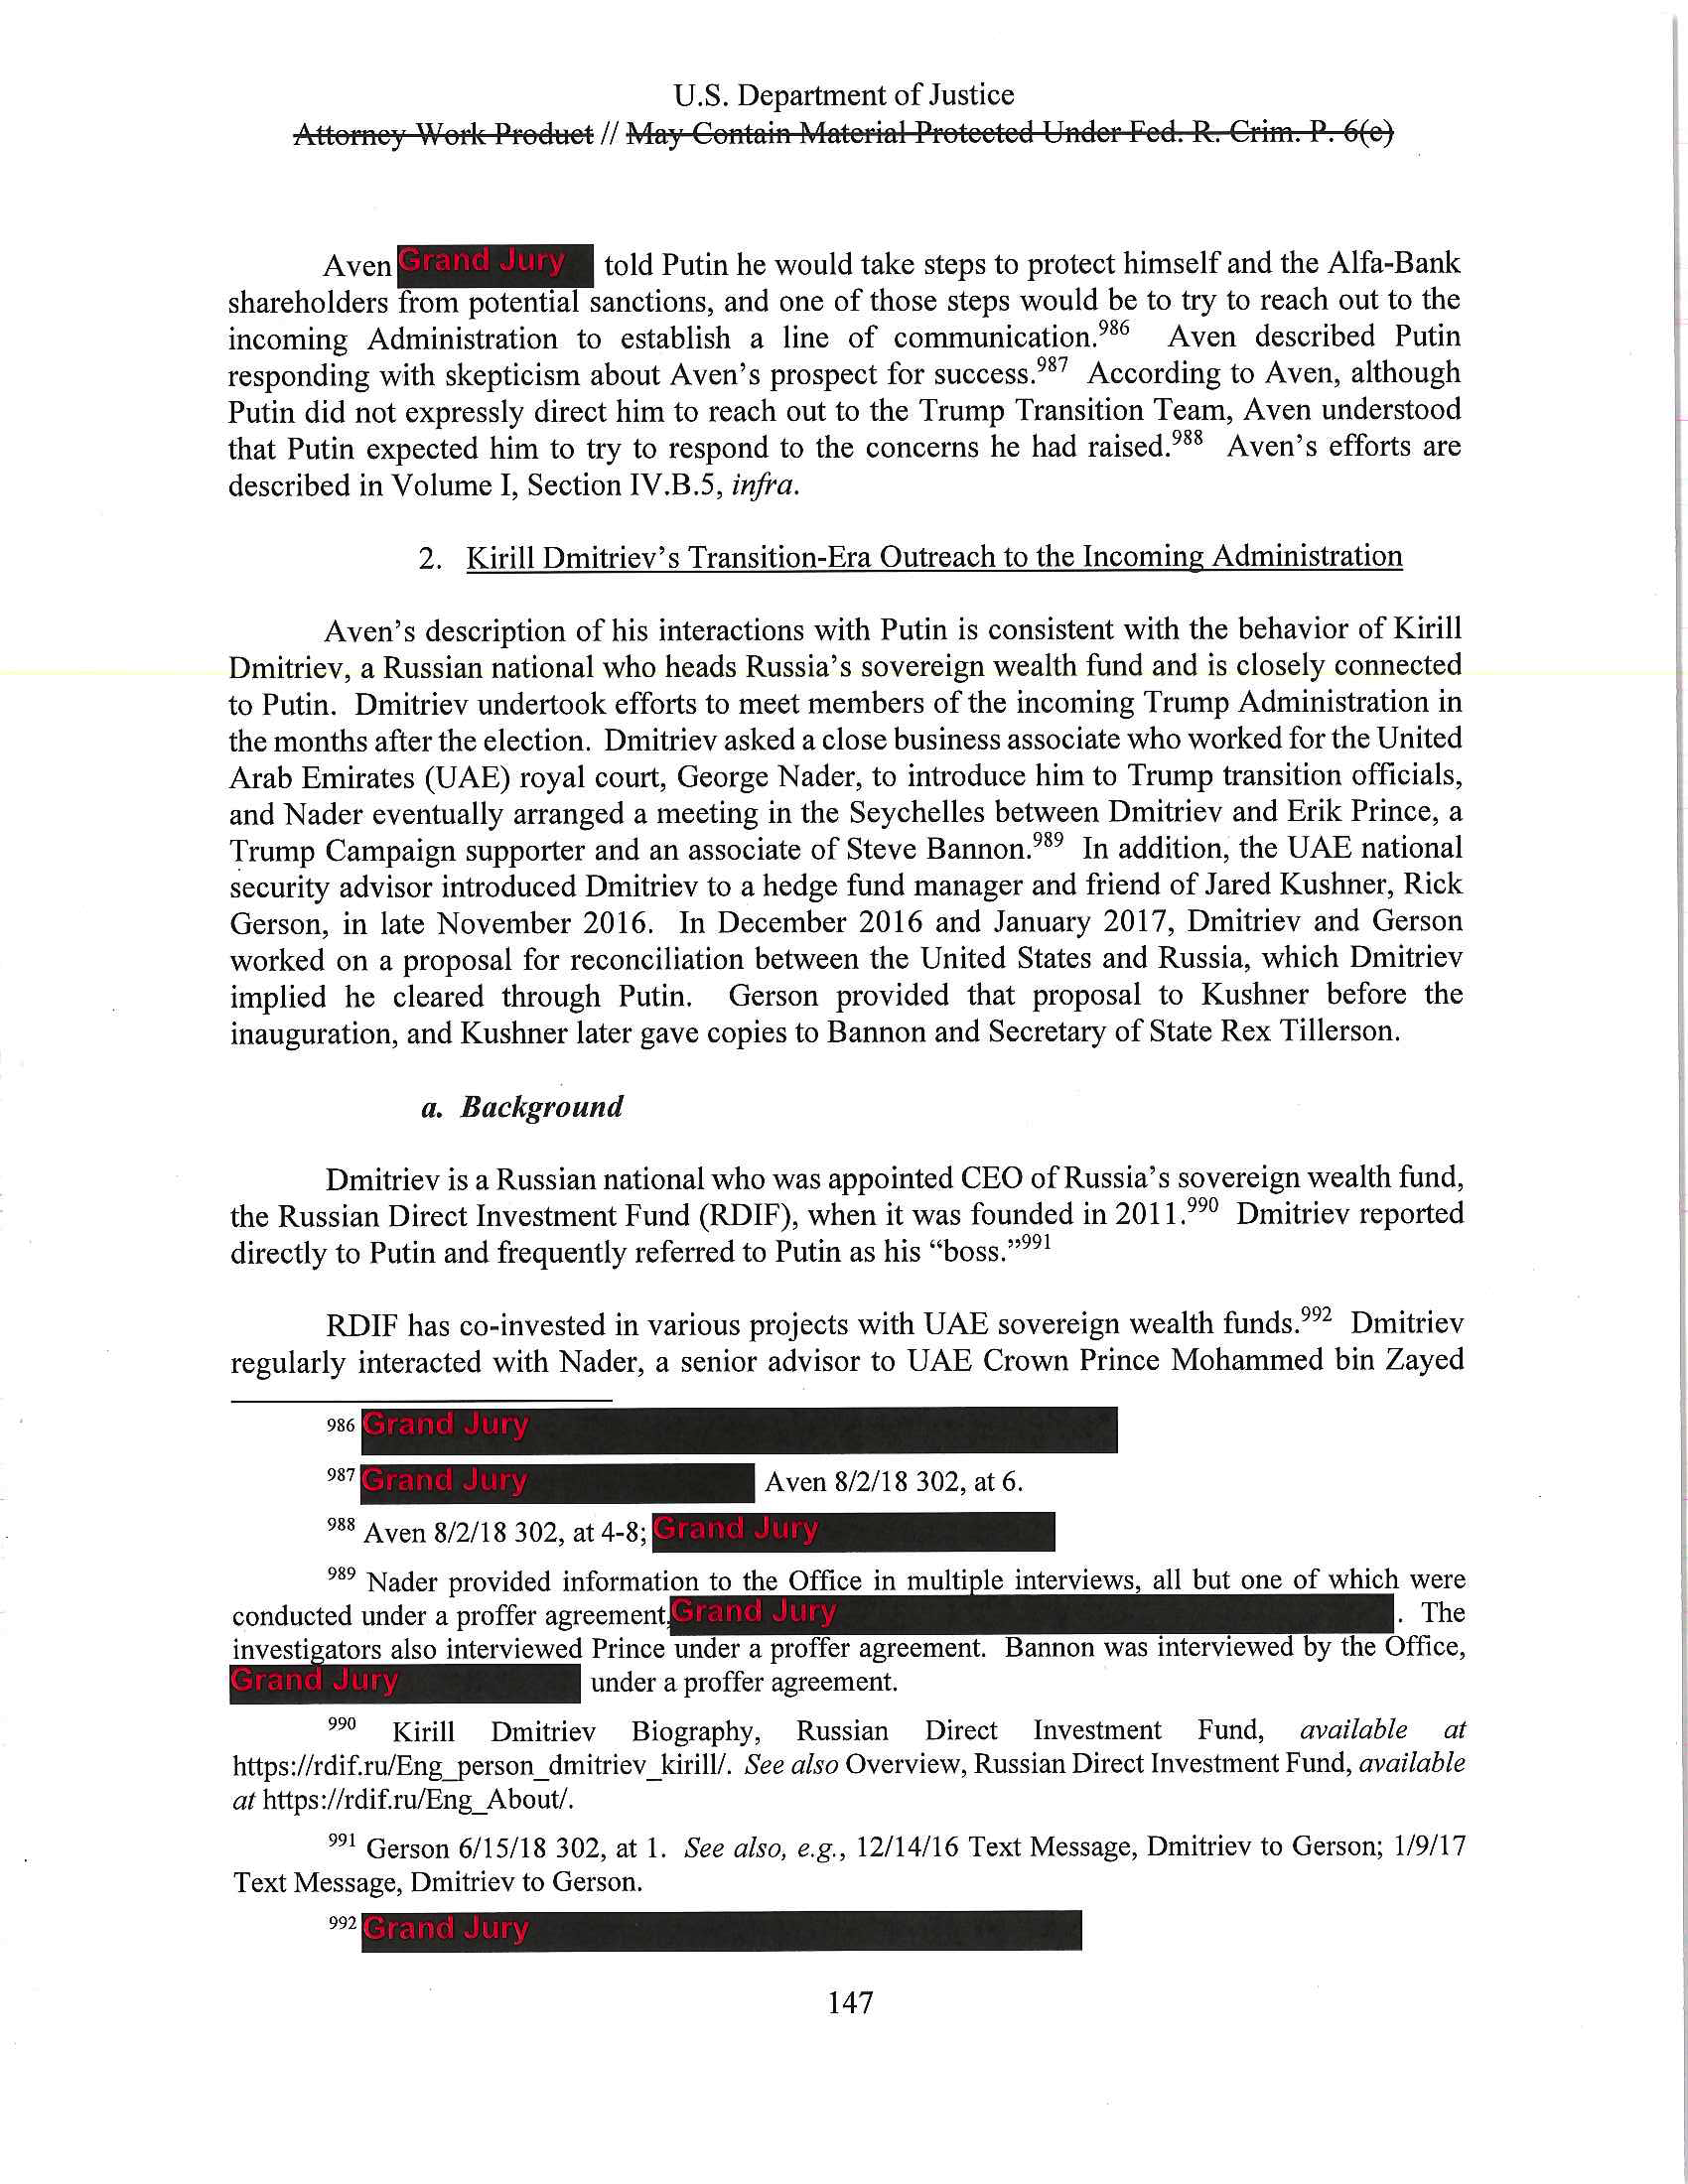 U.S. Department of Justice
Attorney Work Product // May Contain Material Protected Under Fed. R. Crim. P. 6(e)
Aven Grand Jury told Putin he would take steps to protect himself and the Alfa-Bank
shareholders from potential sanctions, and one of those steps would be to try to reach out to the
incoming Administration to establish a line of communication.986 Aven described Putin
responding with skepticism about Aven's prospect for success.987 According to Aven, although
Putin did not expressly direct him to reach out to the Trump Transition Team, Aven understood
that Putin expected him to try to respond to the concerns he had raised.988 Aven's efforts are
described in Volume I, Section IV.B.5, infra.
2. Kirill Dmitriev's Transition-Era Outreach to the Incoming Administration
Aven's description of his interactions with Putin is consistent with the behavior of Kirill
Dmitriev, a Russian national who heads Russia's sovereign wealth fund and is closely connected
to Putin. Dmitriev undertook efforts to meet members of the incoming Trump Administration in
the months after the election. Dmitriev asked a close business associate who worked for the United
Arab Emirates (UAE) royal court, George Nader, to introduce him to Trump transition officials,
and Nader eventually arranged a meeting in the Seychelles between Dmitriev and Erik Prince, a
Trump Campaign supporter and an associate of Steve Bannon.989 In addition, the UAE national
security advisor introduced Dmitriev to a hedge fund manager and friend of Jared Kushner, Rick
Gerson, in late November 2016. In December 2016 and January 2017, Dmitriev and Gerson
worked on a proposal for reconciliation between the United States and Russia, which Dmitriev
implied he cleared through Putin. Gerson provided that proposal to Kushner before the
inauguration, and Kushner later gave copies to Bannon and Secretary of State Rex Tillerson.
a. Background
Dmitriev is a Russian national who was appointed CEO of Russia's sovereign wealth fund,
the Russian Direct Investment Fund (RDIF), when it was founded in 2011.990 Dmitriev reported
directly to Putin and frequently referred to Putin as his "boss."991
RDIF has co-invested in various projects with UAE sovereign wealth funds.992 Dmitriev
regularly interacted with Nader, a senior advisor to UAE Crown Prince Mohammed bin Zayed
986 Grand Jury
987 Grand Jury Aven 8/2/18 302, at 6.
988 Aven 8/2/18 302, at 4-8; Grand Jury
989 Nader provided information to the Office in multiple interviews, all but one of which were
conducted under a proffer agreement, Grand Jury. The
investigators also interviewed Prince under a proffer agreement. Bannon was interviewed by the Office,
Grand Jury under a proffer agreement.
990 Kirill Dmitriev Biography, Russian Direct Investment Fund, available at
https://rdif.ru/Eng_person_dmitriev_kirill/. See also Overview, Russian Direct Investment Fund, available
at https://rdif.ru/Eng_About/.
991 Gerson 6/15/18 302, at 1. See also, e.g., 12/14/16 Text Message, Dmitriev to Gerson; 1/9/17
Text Message, Dmitriev to Gerson.
992 Grand Jury
147